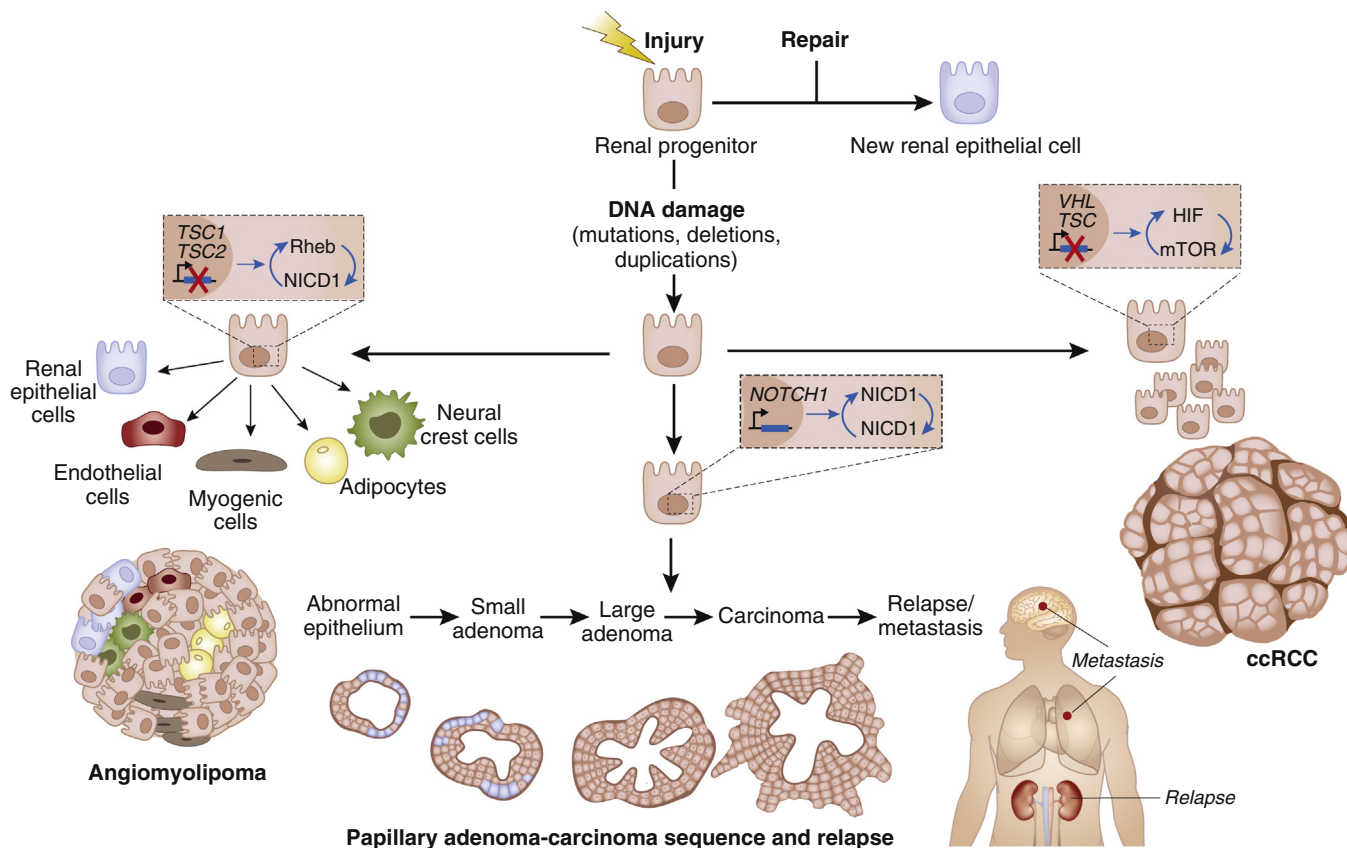 Injury
Repair
Renal progenitor
New renal epithelial cell
DNA damage
(mutations, deletions,
duplications)
TSC1
TSC2
Rheb
NICD1
VHL
TSC
HIF
mTOR
Renal
epithelial
cells
Endothelial
cells
Myogenic
cells
Adipocytes
Neural
crest cells
NOTCH1
NICD1
NICD1
Angiomyolipoma
Abnormal
epithelium
Small
adenoma
Large
adenoma
Carcinoma
Relapse/
metastasis
ccRCC
Metastasis
Relapse
Papillary adenoma-carcinoma sequence and relapse